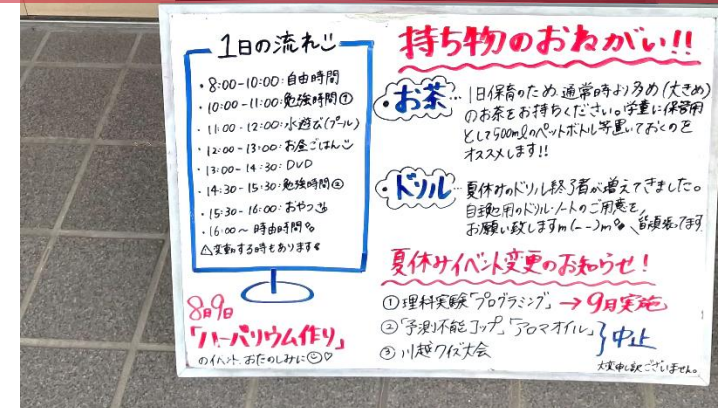 1日の流れ
・8:00-10:00:自由時間
・10:00-11:00:勉強時間①
・11:00-12:00:水遊び(プール)
・12:00-13:00:お昼ごはん
・13:00-14:30:DVD
・14:30-15:30:勉強時間②
・15:30-16:00:おやつ
・16:00~ 時由時間
⚠変動する時もあります
8月9日
「ハーバリウム作り」
のイベント、おたのしみに☺♡
持ち物のおねがい!!
・お茶…1日保育のため、通常時より多め(大きめ)
のお茶をお持ちください。学童に保管用
として500mlのペットボトル等置いておくのを
オススメします!!
・ドリル…夏休みのドリル終了者が増えてきました。
自宅用のドリル・ノートのご用意を
お願い致しますm(--)m 皆頑張ってます
夏休みイベント変更のお知らせ!
①理科実験「プログラミング」→9月実施
②「予測不能コップ」「アロマオイル」
③川越クイズ大会
中止
大変申し訳ございません。